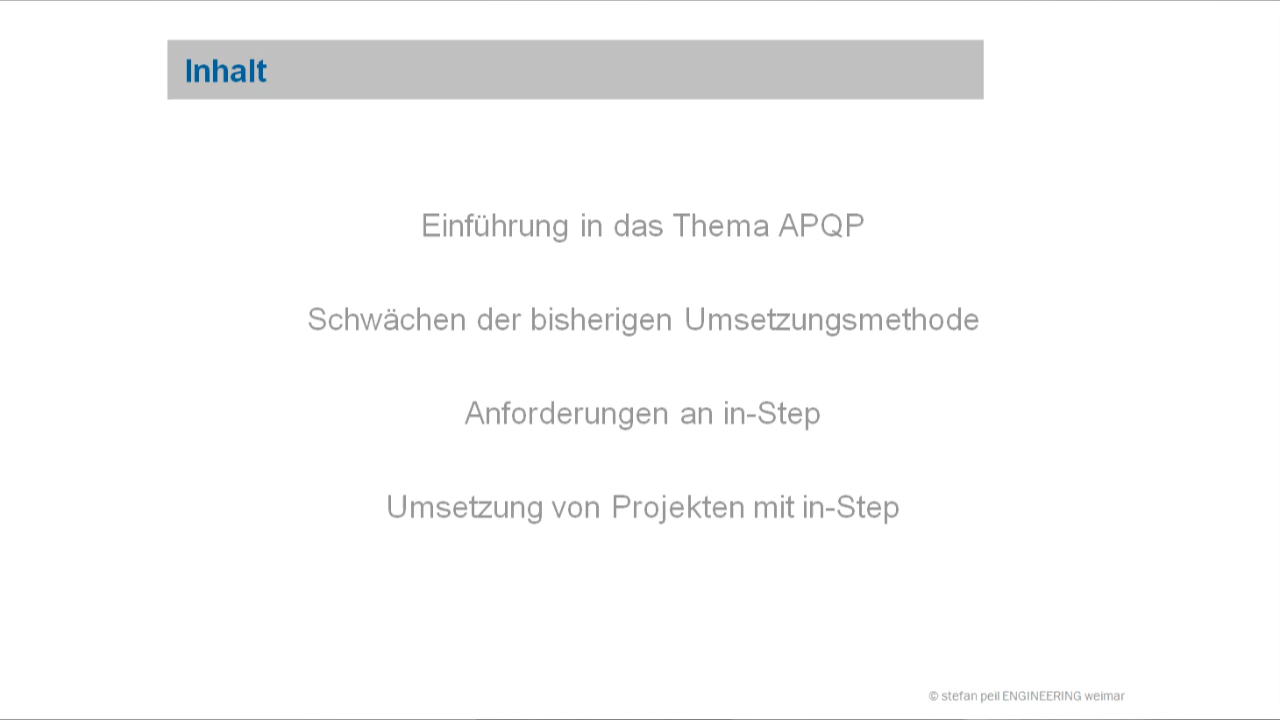 Inhalt
Einführung in das Thema APQP
Schwächen der bisherigen Umsetzungsmethode
Anforderungen an in-Step
Umsetzung von Projekten mit in-Step
© stefan peil ENGINEERING weimar